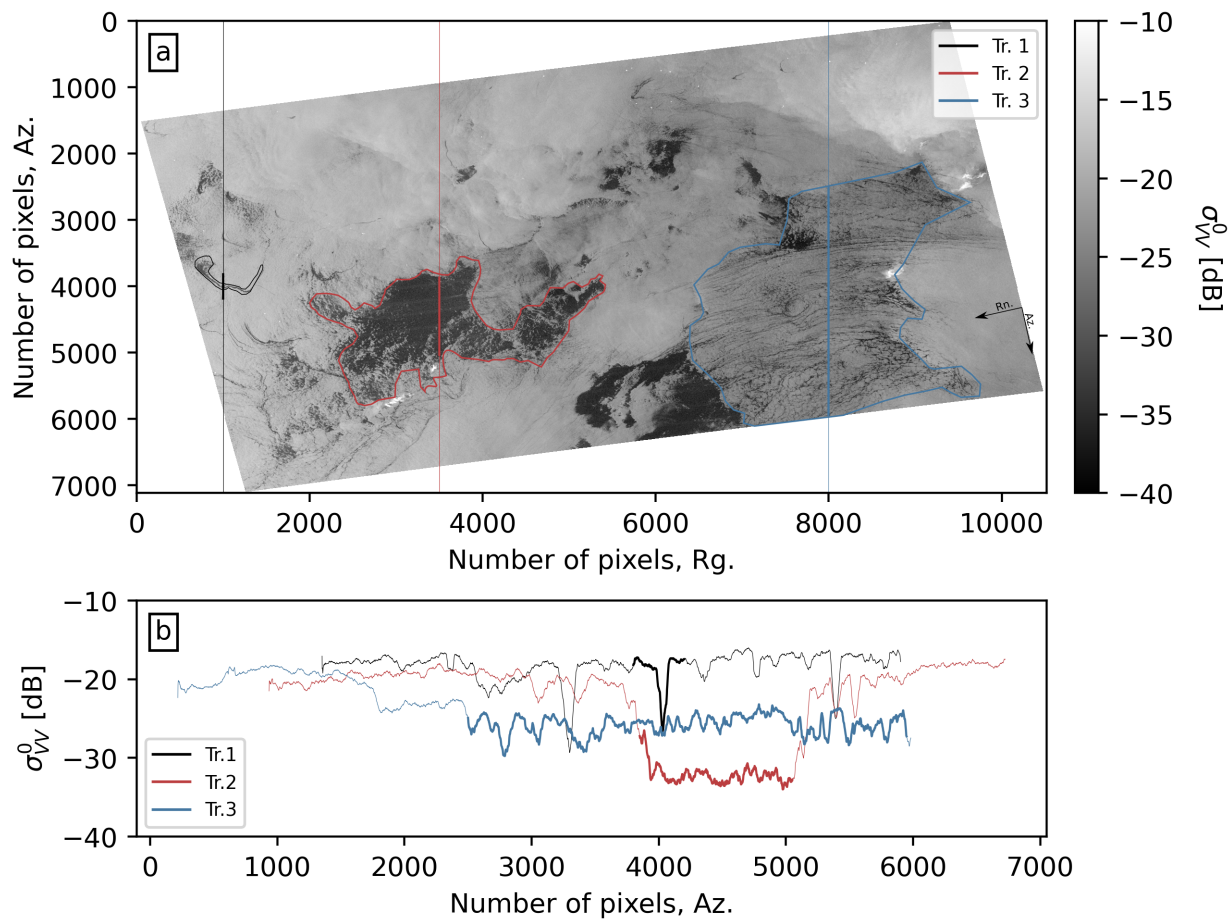 a
Tr. 1
Tr. 2
Tr. 3
0
1000
2000
3000
4000
5000
6000
7000
Number of pixels, Az.
0
2000
4000
6000
8000
10000
Number of pixels, Rg.
Rn.
Az.
−10
−15
−20
−25
−30
−35
−40
σ⁰VV [dB]
b
−10
−20
−30
−40
σ⁰VV [dB]
Tr.1
Tr.2
Tr.3
0
1000
2000
3000
4000
5000
6000
7000
Number of pixels, Az.